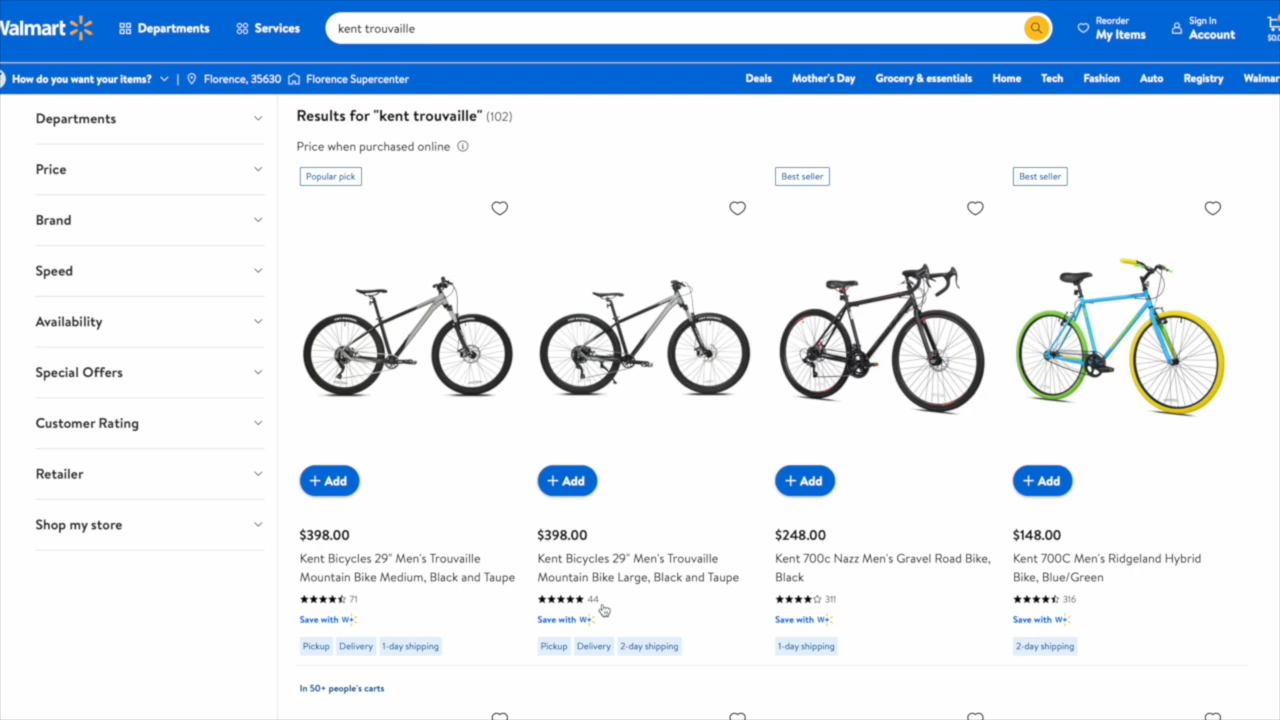 Walmart
Departments
Services
kent trouvaille
Reorder
My Items
Sign In
Account
How do you want your items?
|
Florence, 35630
Florence Supercenter
Deals
Mother's Day
Grocery & essentials
Home
Tech
Fashion
Auto
Registry
Walmar
Departments
Price
Brand
Speed
Availability
Special Offers
Customer Rating
Retailer
Shop my store
Results for "kent trouvaille" (102)
Price when purchased online
Popular pick
+ Add
$398.00
Kent Bicycles 29" Men's Trouvaille
Mountain Bike Medium, Black and Taupe
71
Save with W+
Pickup Delivery 1-day shipping
In 50+ people's carts
+ Add
$398.00
Kent Bicycles 29" Men's Trouvaille
Mountain Bike Large, Black and Taupe
44
Save with W+
Pickup Delivery 2-day shipping
Best seller
+ Add
$248.00
Kent 700c Nazz Men's Gravel Road Bike,
Black
311
Save with W+
1-day shipping
Best seller
+ Add
$148.00
Kent 700C Men's Ridgeland Hybrid
Bike, Blue/Green
316
Save with W+
2-day shipping